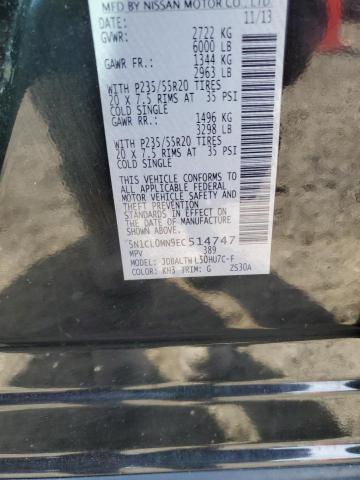 MFD BY NISSAN MOTOR CO., LTD.
DATE: 11/13
GVWR: 2722 KG
6000 LB
GAWR FR.: 1344 KG
2963 LB
WITH P235/55R20 TIRES
20 X 7.5 RIMS AT 35 PSI
COLD SINGLE
GAWR RR.: 1496 KG
3298 LB
WITH P235/55R20 TIRES
20 X 7.5 RIMS AT 35 PSI
COLD SINGLE
THIS VEHICLE CONFORMS TO ALL
APPLICABLE FEDERAL MOTOR
VEHICLE SAFETY AND
THEFT PREVENTION STANDARDS
IN EFFECT ON THE DATE OF
MANUFACTURE SHOWN ABOVE.
5N1CL0MN9EC514747
MPV 389
MODEL: JDBALTWL50HU7C-F
COLOR: KH3 TRIM: G ZS30A